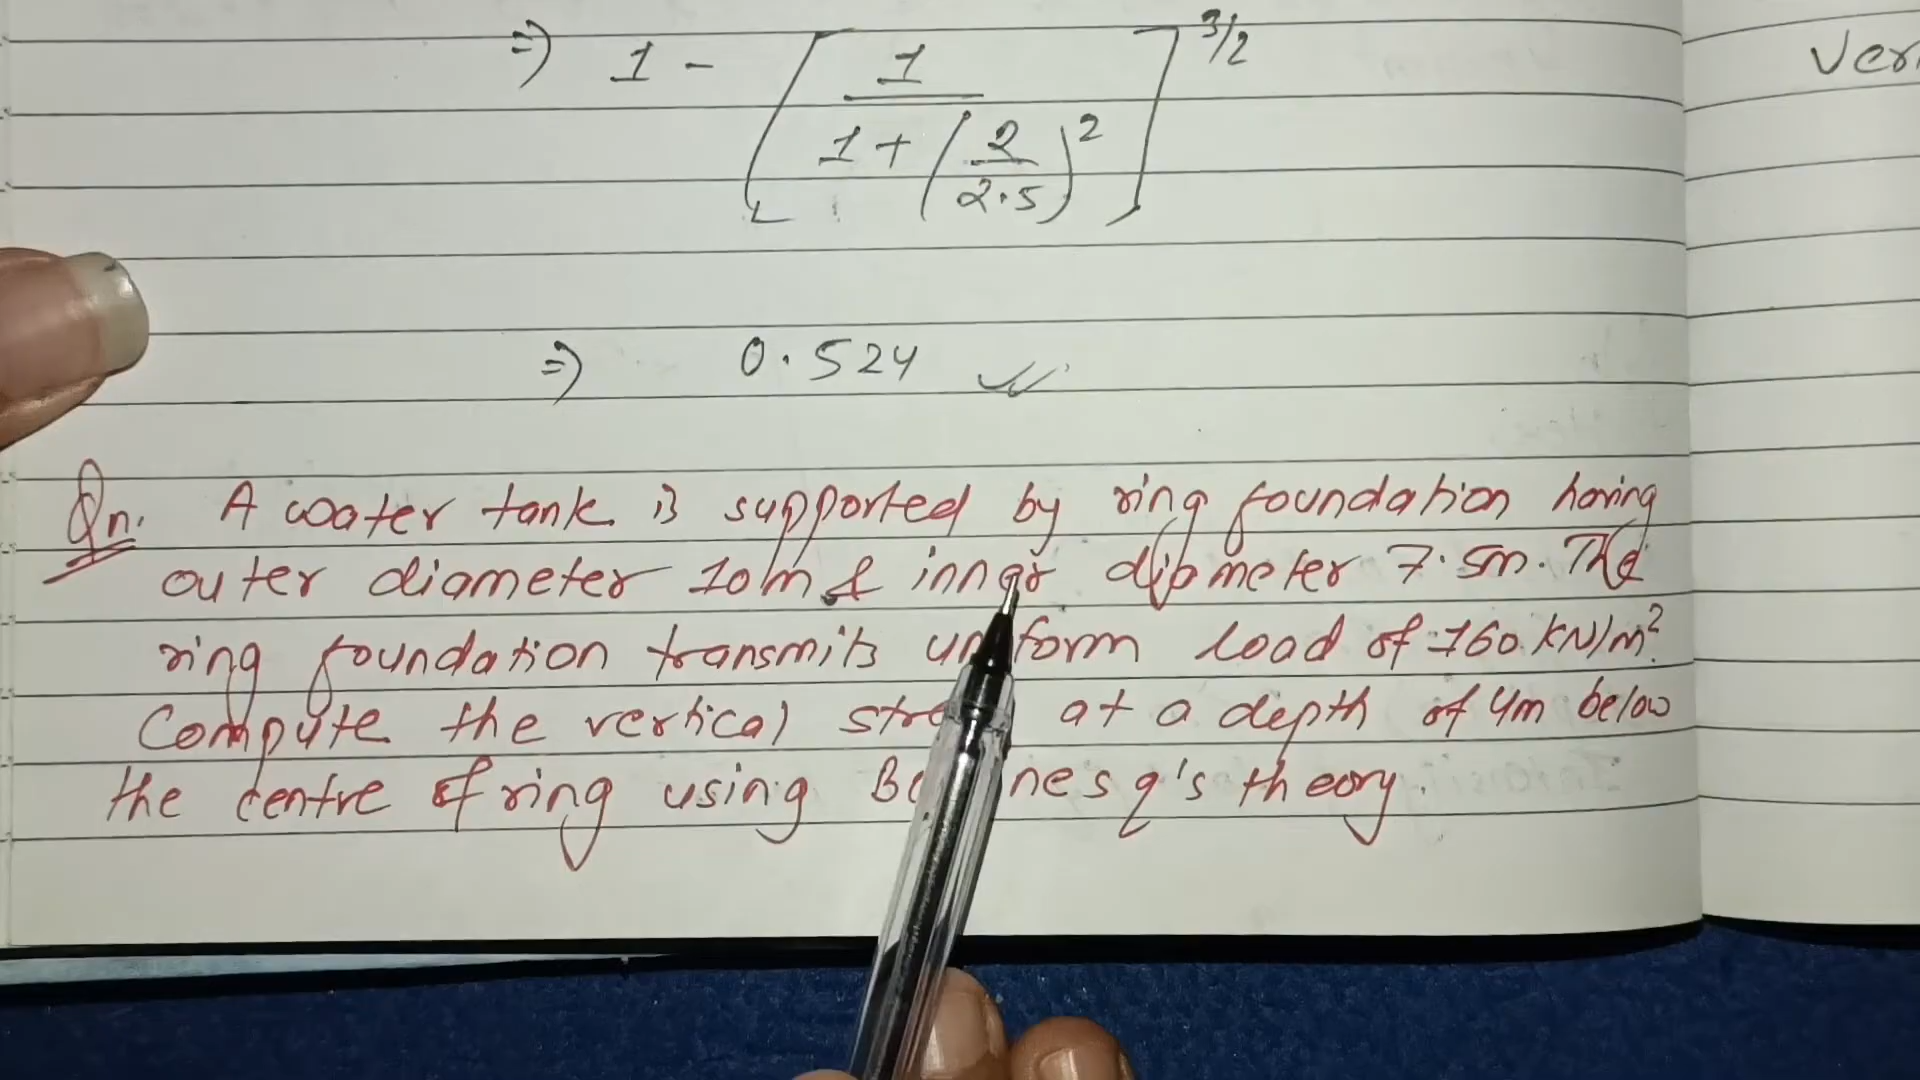 ⇒ 1 - [1 / 1 + (2 / 2.5)²]^3/2
Ver
⇒ 0.524
Qn. A water tank is supported by ring foundation having
outer diameter 10m & inner diameter 7.5m. The
ring foundation transmits uniform load of 160 KN/m².
Compute the vertical at a depth of 4m below
the centre of ring using theory.